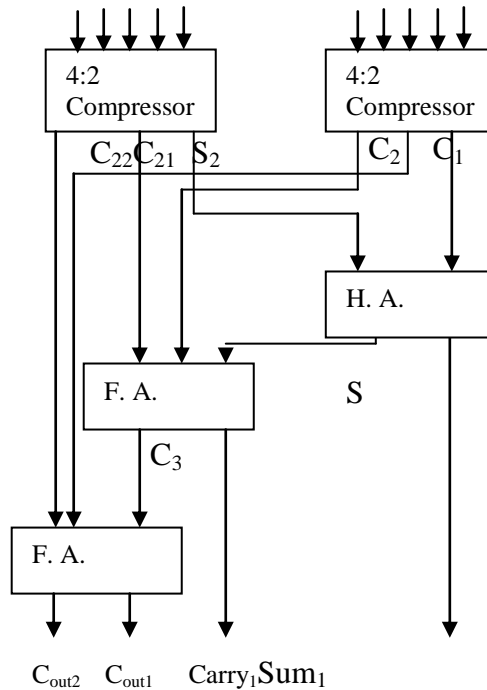 4:2 Compressor
4:2 Compressor
C₂₂C₂₁ S₂ C₂ C₁
H. A.
F. A.
S
C₃
F. A.
Cₒᵤₜ₂ Cₒᵤₜ₁ Carry₁Sum₁